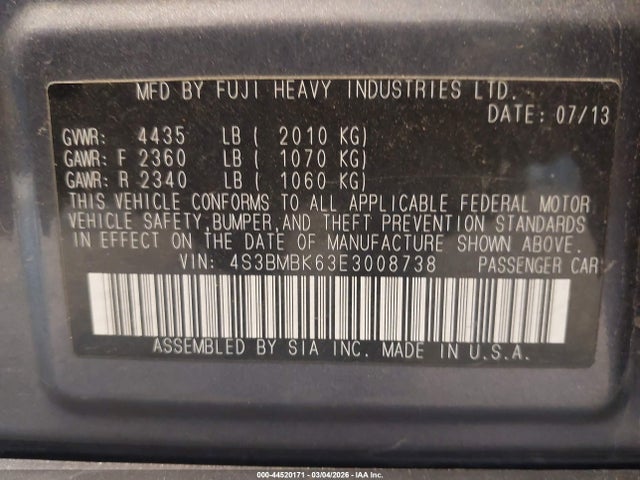 MFD BY FUJI HEAVY INDUSTRIES LTD.
DATE: 07/13
GVWR: 4435 LB ( 2010 KG)
GAWR: F 2360 LB ( 1070 KG)
GAWR: R 2340 LB ( 1060 KG)
THIS VEHICLE CONFORMS TO ALL APPLICABLE FEDERAL MOTOR
VEHICLE SAFETY,BUMPER,AND THEFT PREVENTION STANDARDS
IN EFFECT ON THE DATE OF MANUFACTURE SHOWN ABOVE.
VIN: 4S3BMBK63E3008738 PASSENGER CAR
ASSEMBLED BY SIA INC. MADE IN U.S.A.
000-44520171 - 03/04/2026 - IAA Inc.